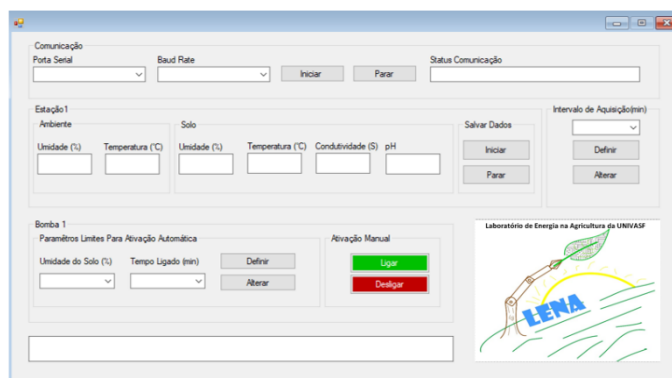 Comunicação
Porta Serial Baud Rate Status Comunicação
Iniciar Parar
Estação1 Intervalo de Aquisição(min)
Ambiente Solo Salvar Dados
Umidade (%) Temperatura (°C) Umidade (%) Temperatura (°C) Condutividade (S) pH
Iniciar Definir
Parar Alterar
Bomba 1
Paramêtros Limites Para Ativação Automática Ativação Manual
Umidade do Solo (%) Tempo Ligado (min) Definir Ligar
Alterar Desligar
Laboratório de Energia na Agricultura da UNIVASF
LENA